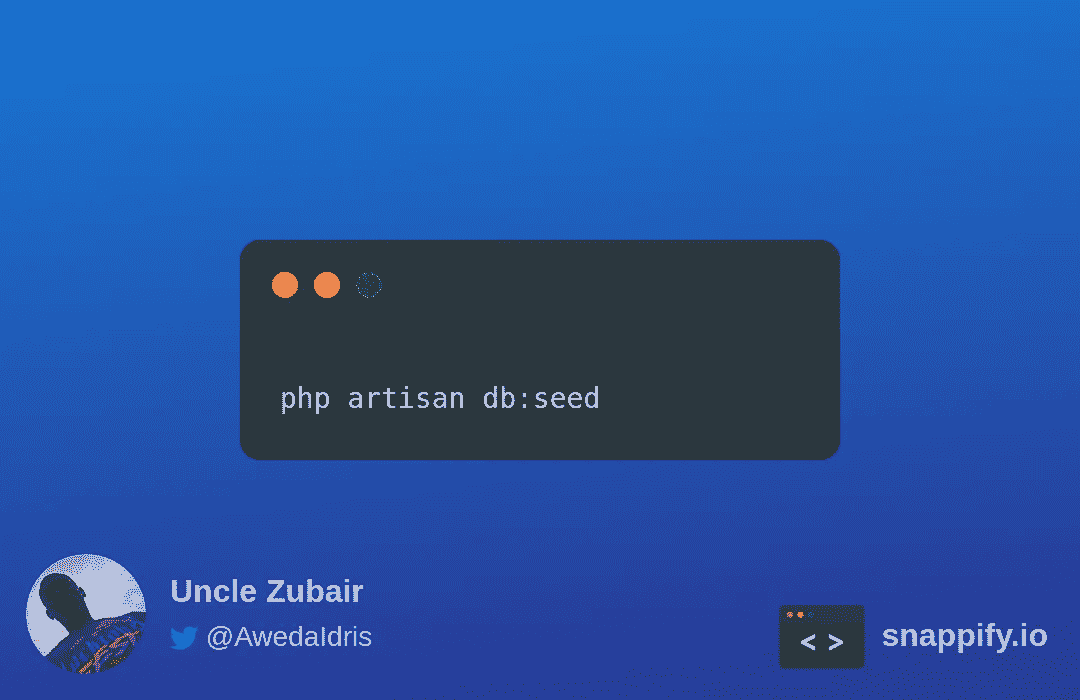 php artisan db:seed
Uncle Zubair
@AwedaIdris
< >
snappify.io